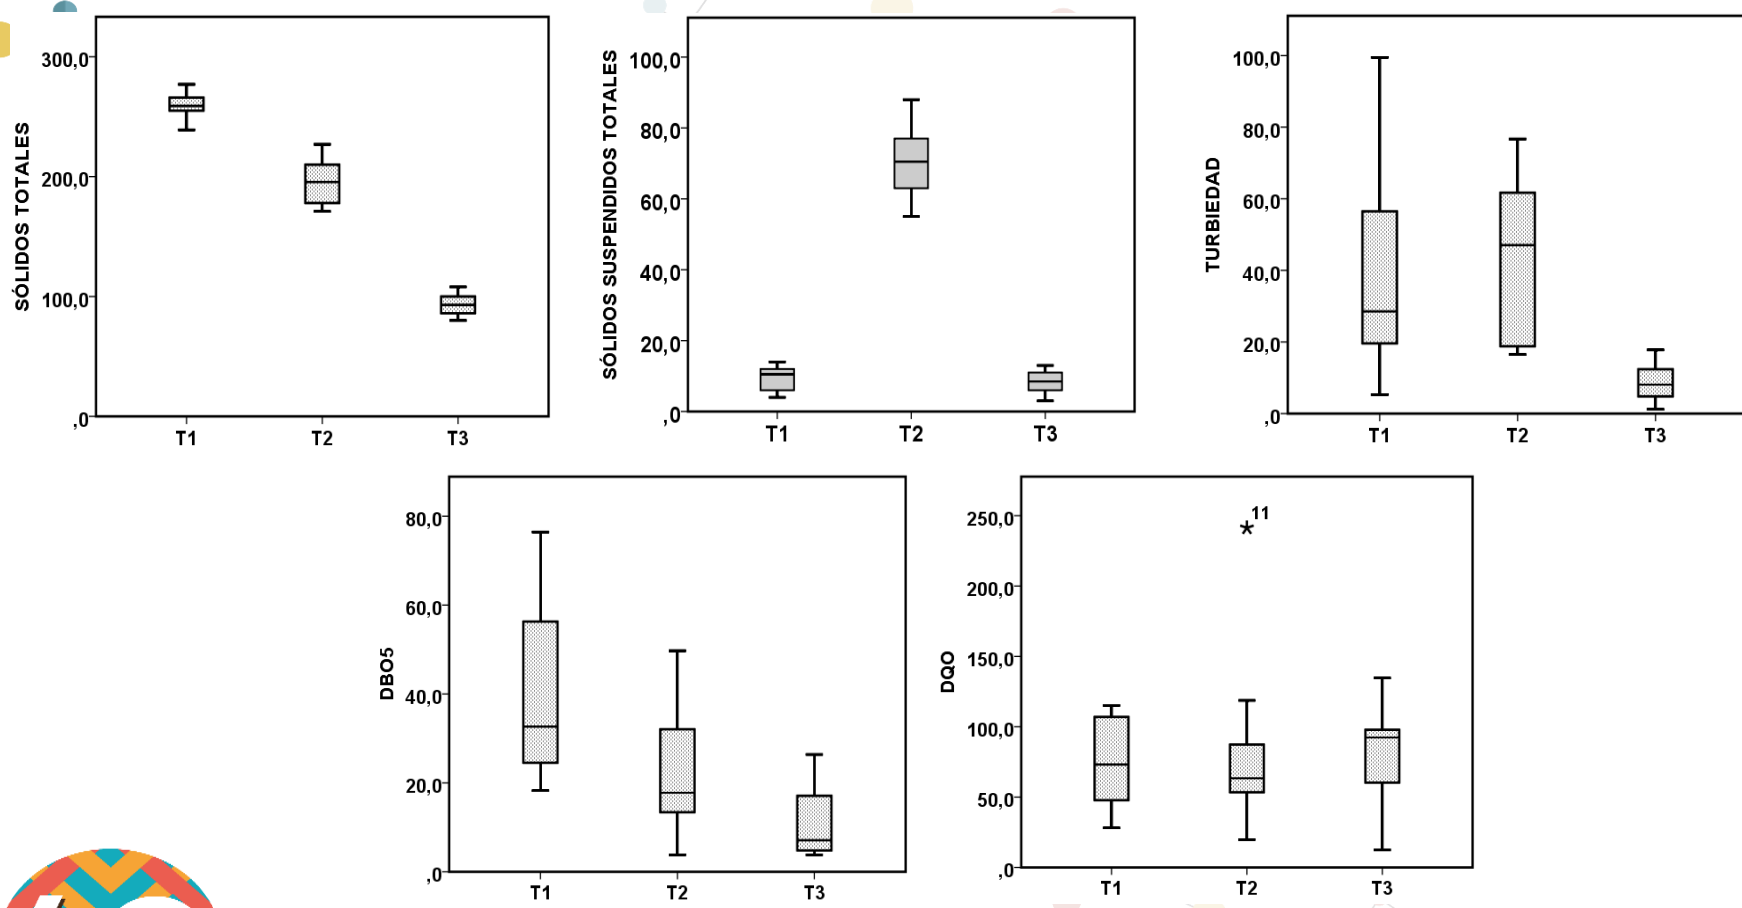 SÓLIDOS TOTALES
300,0
200,0
100,0
,0
T1 T2 T3
SÓLIDOS SUSPENDIDOS TOTALES
100,0
80,0
60,0
40,0
20,0
,0
T1 T2 T3
TURBIEDAD
100,0
80,0
60,0
40,0
20,0
,0
T1 T2 T3
DBO5
80,0
60,0
40,0
20,0
,0
T1 T2 T3
DQO
250,0
200,0
150,0
100,0
50,0
,0
*11
T1 T2 T3